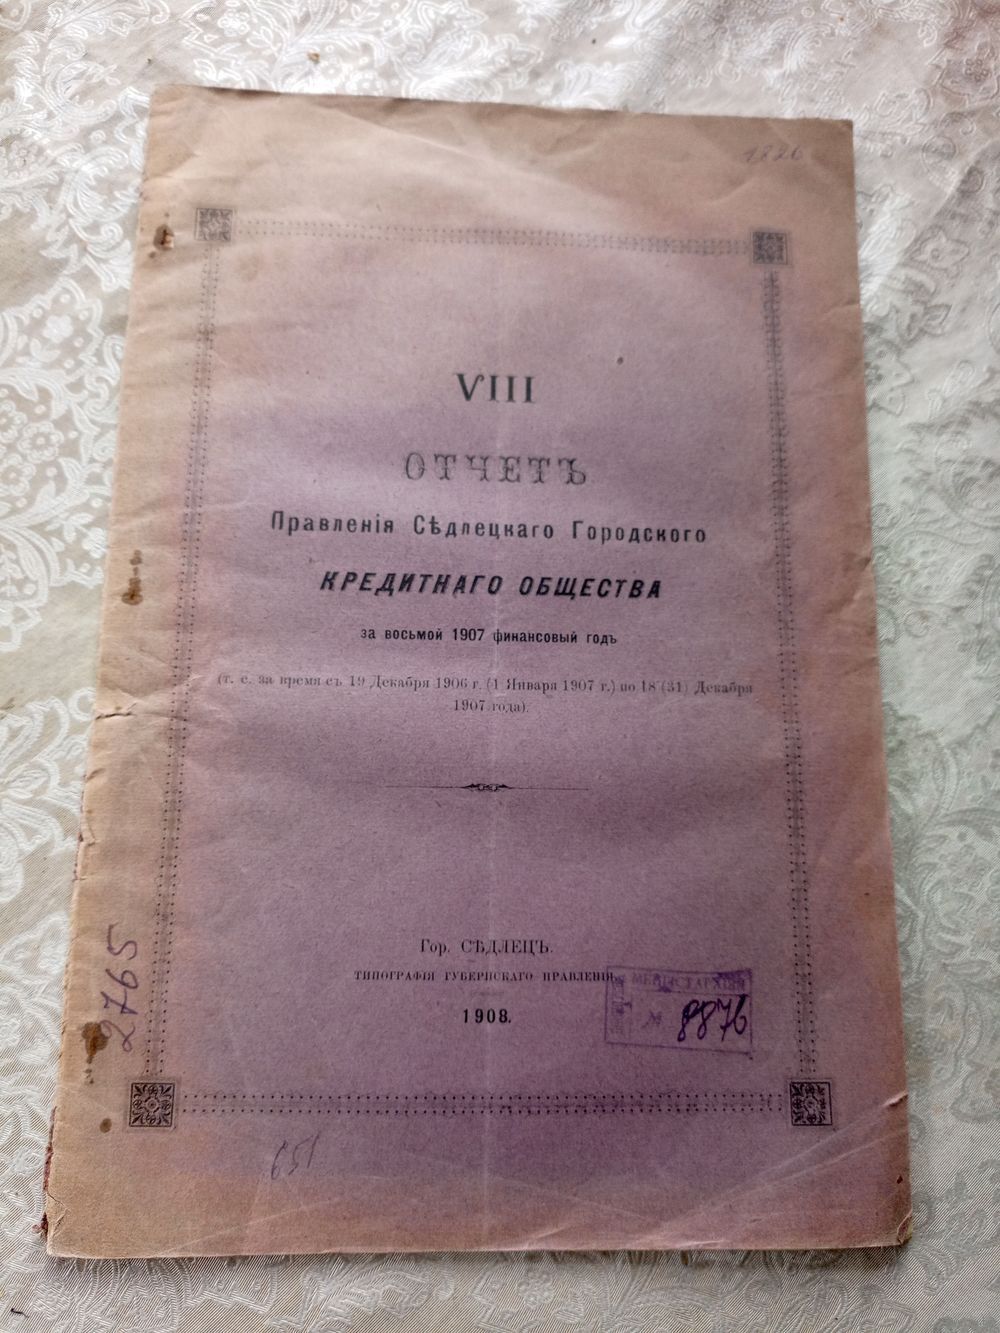 1826
VIII
ОТЧЕТЪ
Правленія Сѣдлецкаго Городского
КРЕДИТНАГО ОБЩЕСТВА
за восьмой 1907 финансовый годъ
(т. е. за время съ 19 Декабря 1906 г. (1 Января 1907 г.) по 18 (31) Декабря
1907 года).
Гор. СѢДЛЕЦЪ.
ТИПОГРАФІЯ ГУБЕРНСКАГО ПРАВЛЕНІЯ.
1908.
№ 8876
2765
651